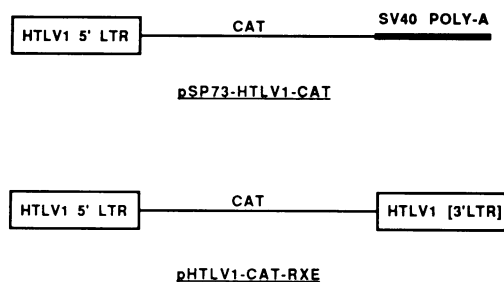 CAT
SV40 POLY-A
HTLV1 5' LTR
pSP73-HTLV1-CAT
CAT
HTLV1 5' LTR
HTLV1 [3'LTR]
pHTLV1-CAT-RXE